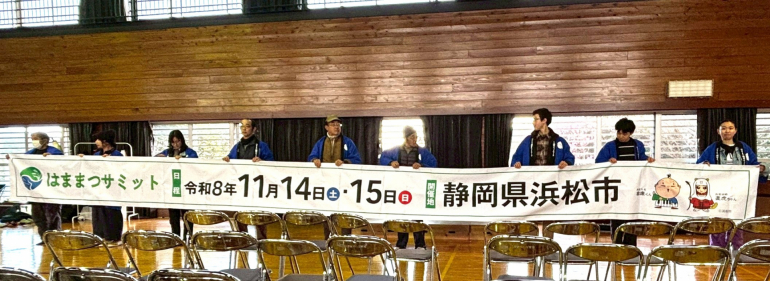 はままつサミット
日程
令和8年11月14日土・15日日
開催地
静岡県浜松市